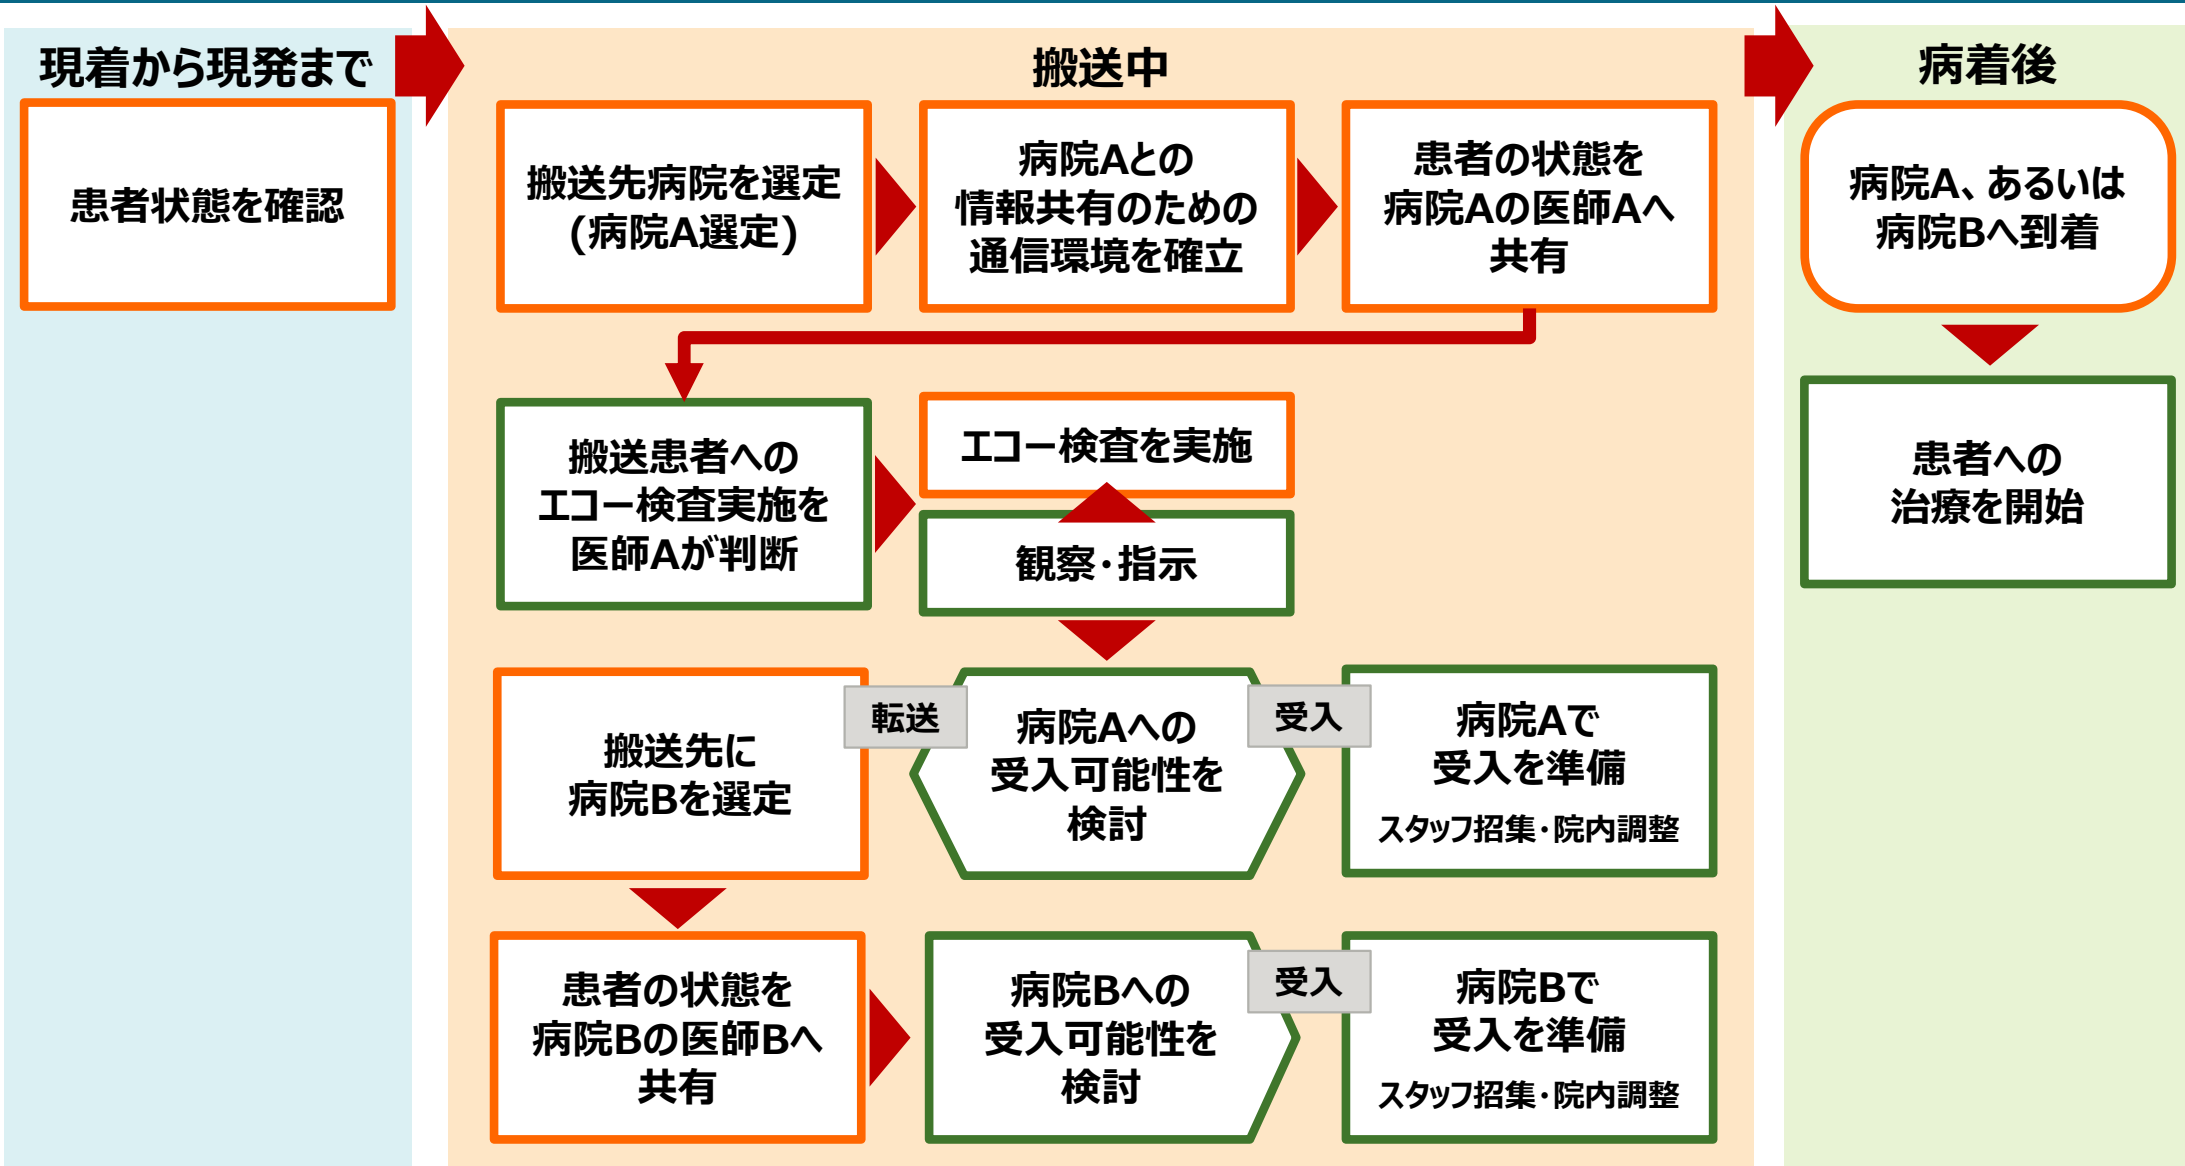 現着から現発まで
患者状態を確認
搬送中
搬送先病院を選定
(病院A選定)
病院Aとの
情報共有のための
通信環境を確立
患者の状態を
病院Aの医師Aへ
共有
搬送患者への
エコー検査実施を
医師Aが判断
エコー検査を実施
観察・指示
搬送先に
病院Bを選定
転送
病院Aへの
受入可能性を
検討
受入
病院Aで
受入を準備
スタッフ招集・院内調整
患者の状態を
病院Bの医師Bへ
共有
病院Bへの
受入可能性を
検討
受入
病院Bで
受入を準備
スタッフ招集・院内調整
病着後
病院A、あるいは
病院Bへ到着
患者への
治療を開始